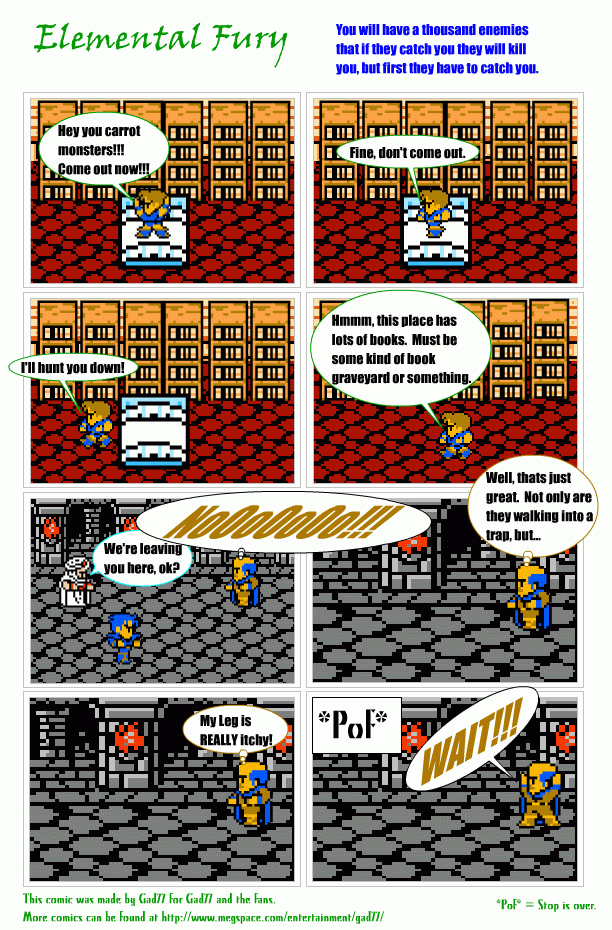 Elemental Fury
You will have a thousand enemies
that if they catch you they will kill
you, but first they have to catch you.
Hey you carrot
monsters!!!
Come out now!!!
Fine, don't come out.
I'll hunt you down!
Hmmm, this place has
lots of books. Must be
some kind of book
graveyard or something.
We're leaving
you here, ok?
NoOoOoOo!!!
Well, thats just
great. Not only are
they walking into a
trap, but...
My Leg is
REALLY itchy!
*PoF*
WAIT!!!
This comic was made by Gad77 For Gad77 and the Fans.
More comics can be found at http://www.megspace.com/entertainment/gad77/
*PoF* = Stop is over.